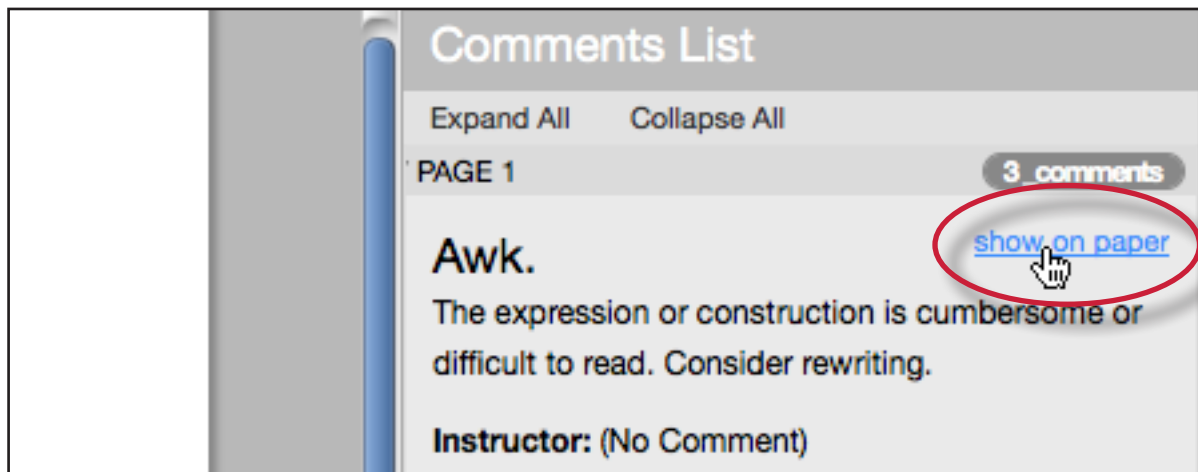 Comments List
Expand All Collapse All
PAGE 1 3_comments
show on paper
Awk.
The expression or construction is cumbersome or
difficult to read. Consider rewriting.
Instructor: (No Comment)